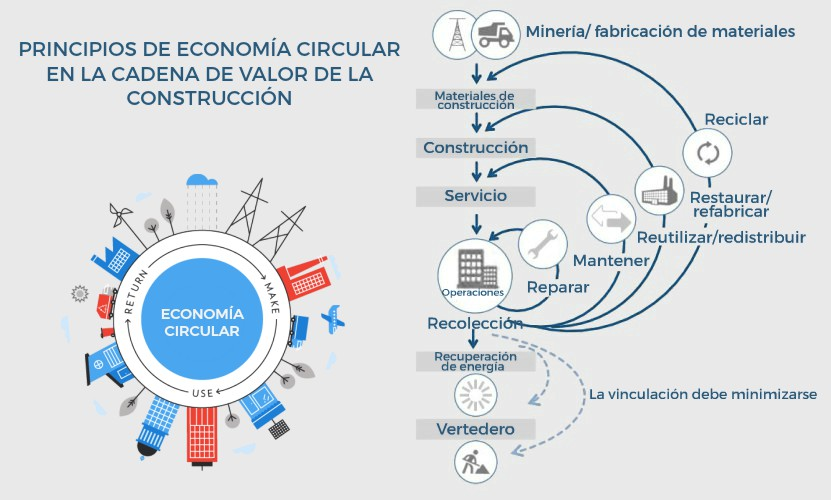 PRINCIPIOS DE ECONOMÍA CIRCULAR
EN LA CADENA DE VALOR DE LA
CONSTRUCCIÓN
RETURN
MAKE
USE
ECONOMÍA
CIRCULAR
Minería/ fabricación de materiales
Materiales de
construcción
Construcción
Servicio
Operaciones
Recolección
Recuperación
de energía
Vertedero
Reciclar
Restaurar/
refabricar
Reutilizar/redistribuir
Mantener
Reparar
La vinculación debe minimizarse